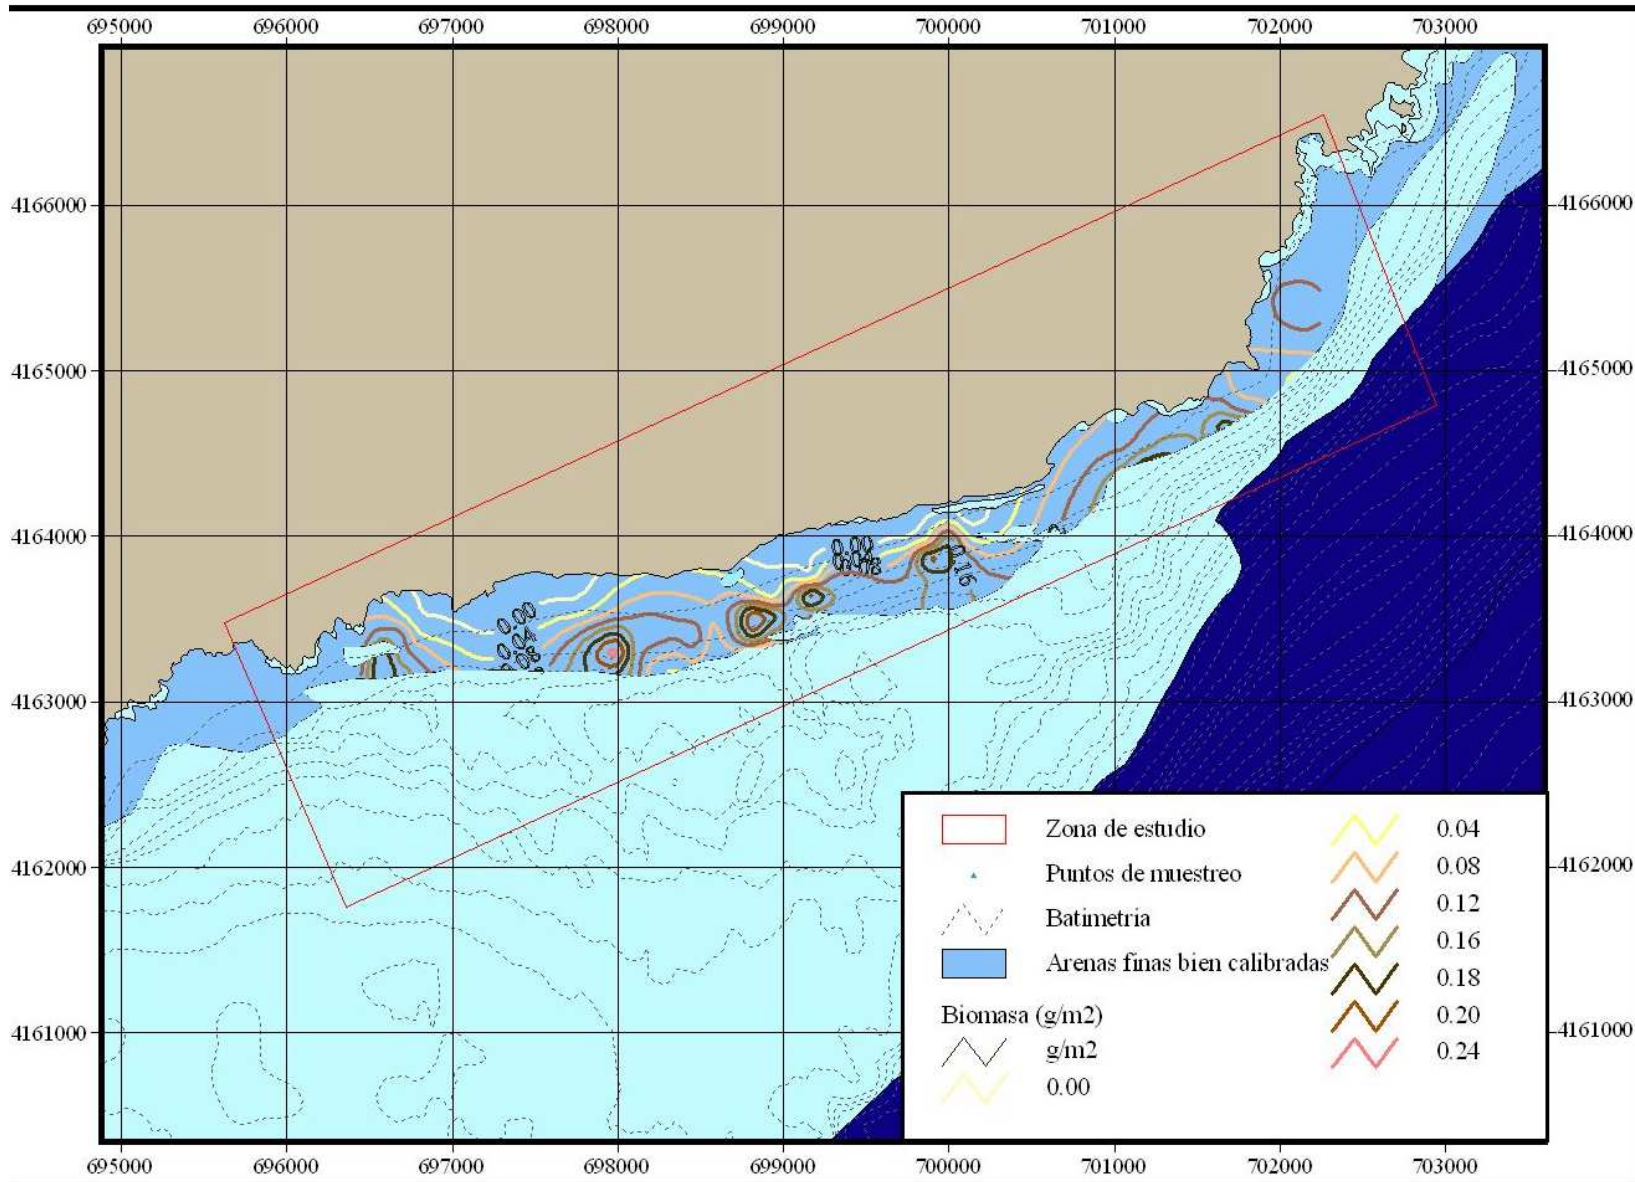 695000 696000 697000 698000 699000 700000 701000 702000 703000
4166000 4166000
4165000 4165000
4164000 4164000
4163000 4163000
4162000 4162000
4161000 4161000
0.00
0.16
0.00
0.04
0.08
Zona de estudio
Puntos de muestreo
Batimetria
Arenas finas bien calibradas
Biomasa (g/m2)
g/m2
0.00
0.04
0.08
0.12
0.16
0.18
0.20
0.24
695000 696000 697000 698000 699000 700000 701000 702000 703000